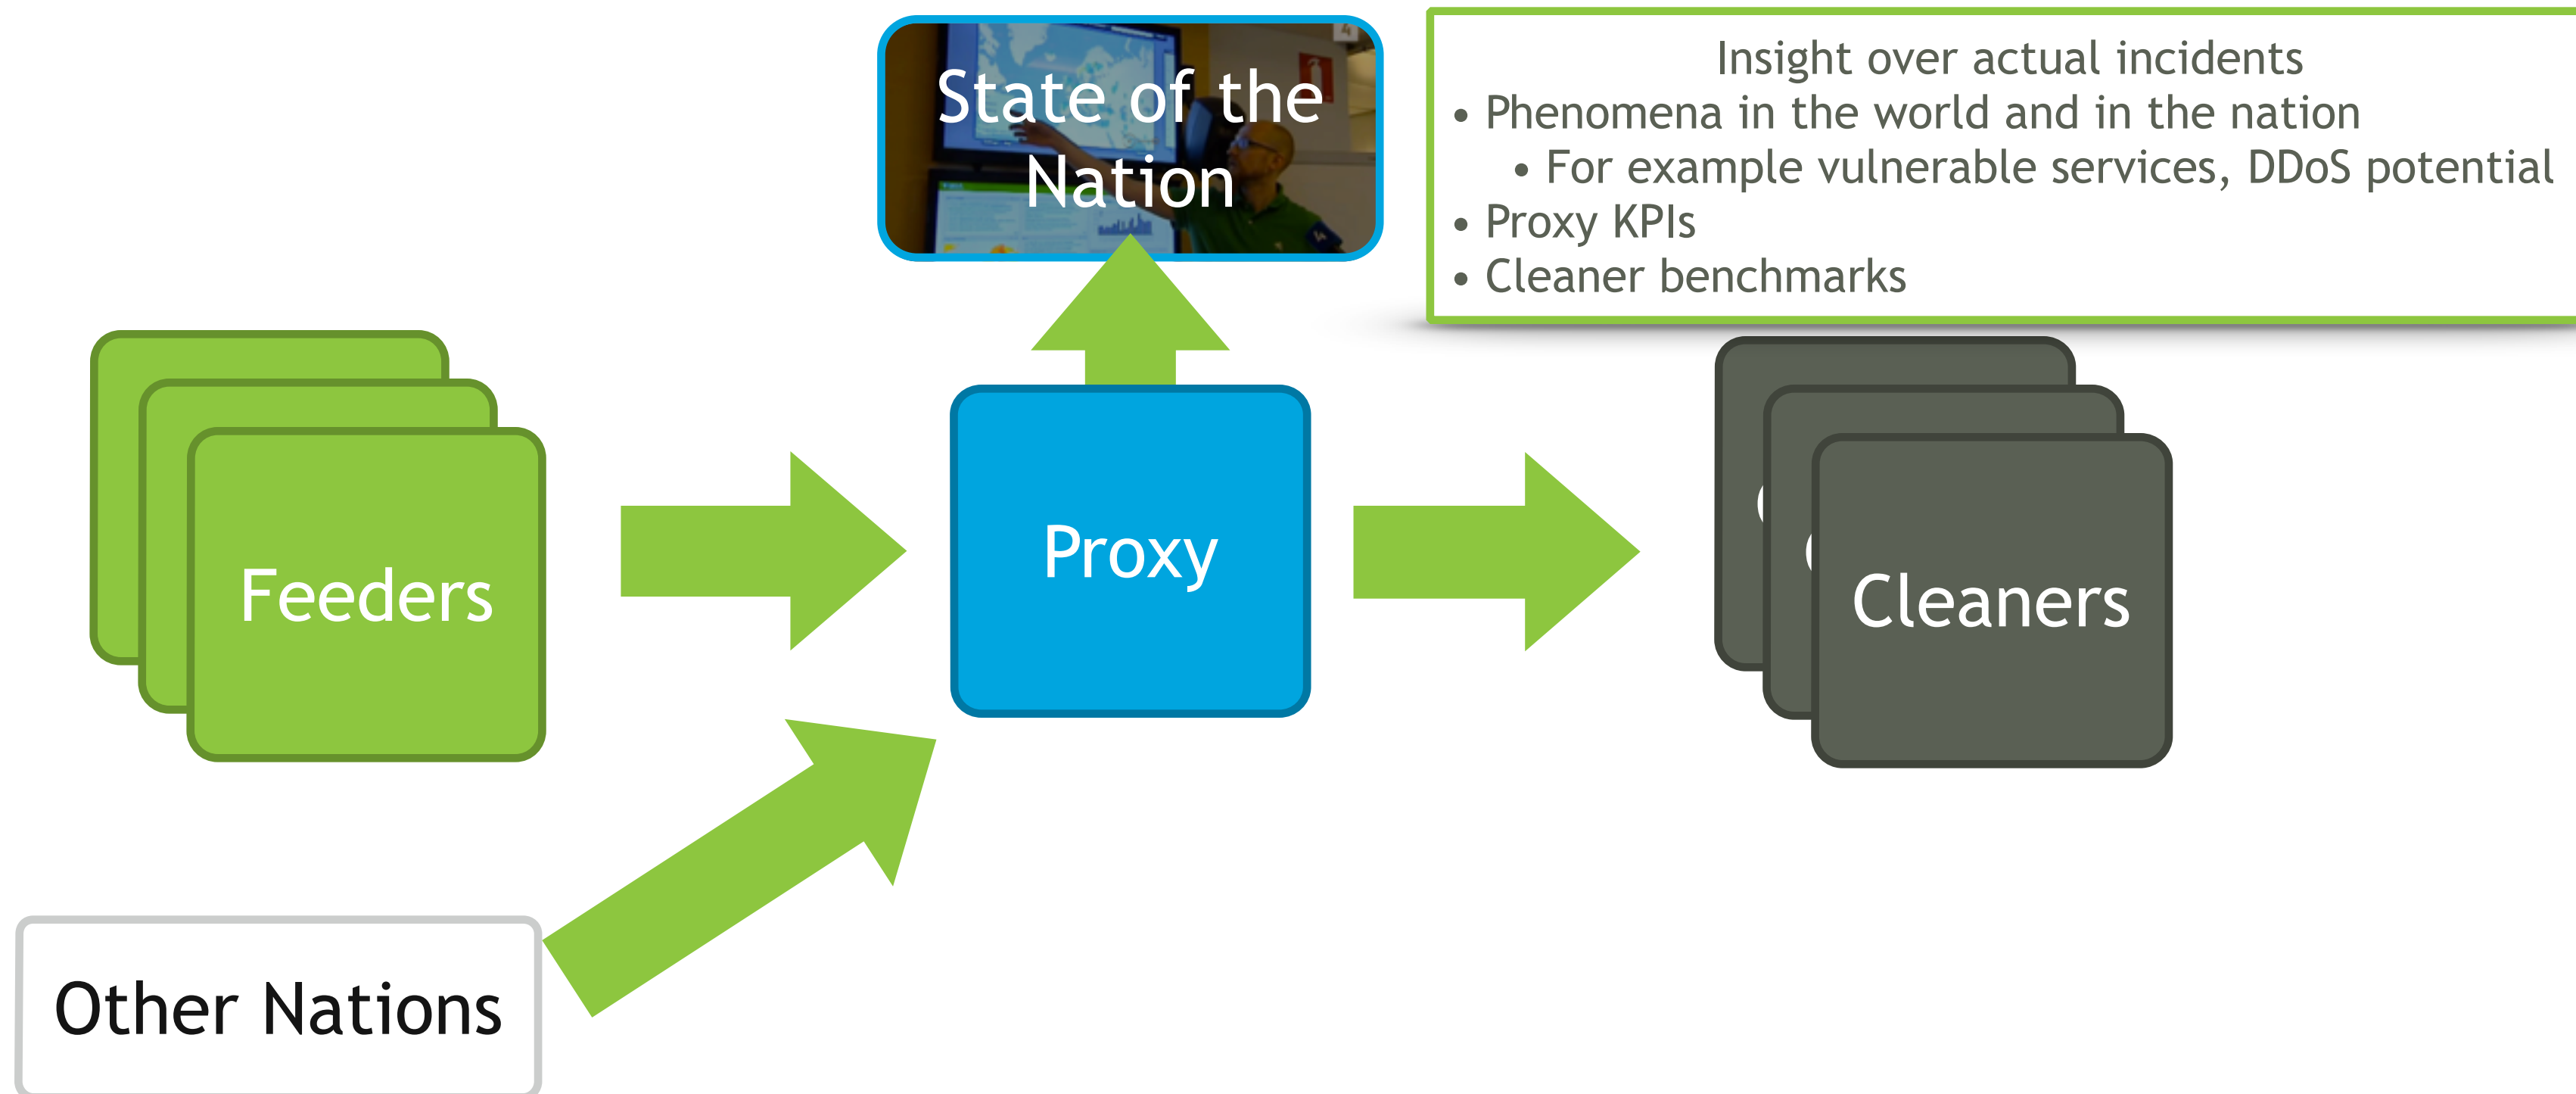 State of the
Nation
Insight over actual incidents
• Phenomena in the world and in the nation
• For example vulnerable services, DDoS potential
• Proxy KPIs
• Cleaner benchmarks
Feeders
Proxy
Cleaners
Other Nations